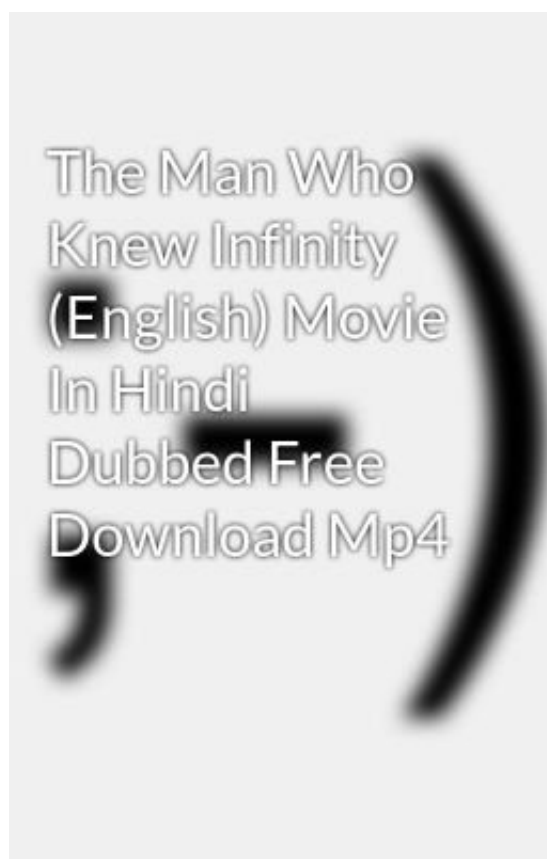 The Man Who
Knew Infinity
(English) Movie
In Hindi
Dubbed Free
Download Mp4
;-)